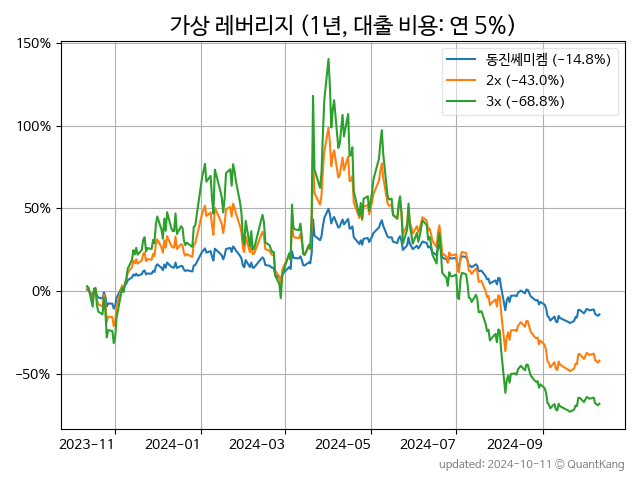 가상 레버리지 (1년, 대출 비용: 연 5%)
150%
100%
50%
0%
−50%
동진쎄미켐 (−14.8%)
2x (−43.0%)
3x (−68.8%)
2023-11 2024-01 2024-03 2024-05 2024-07 2024-09
updated: 2024-10-11 © QuantKang